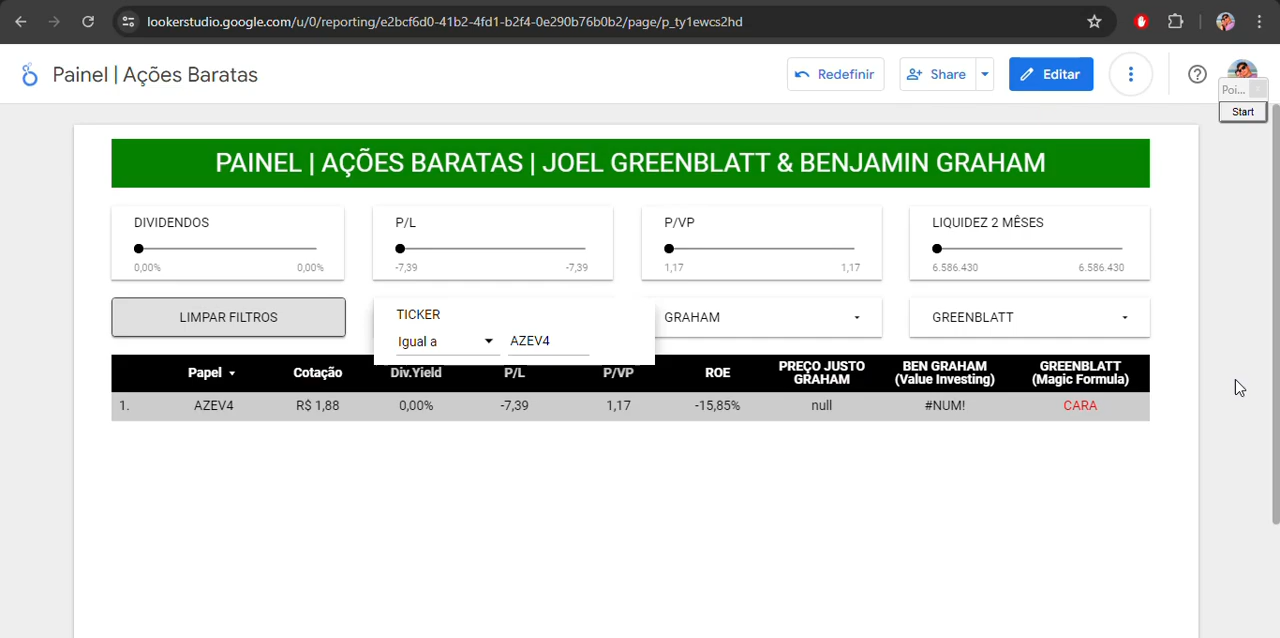 lookerstudio.google.com/u/0/reporting/e2bcf6d0-41b2-4fd1-b2f4-0e290b76b0b2/page/p_ty1ewcs2hd
Painel | Ações Baratas
Redefinir
Share
Editar
Poi...
Start
PAINEL | AÇÕES BARATAS | JOEL GREENBLATT & BENJAMIN GRAHAM
DIVIDENDOS
P/L
P/VP
LIQUIDEZ 2 MÊSES
0,00% 0,00%
-7,39 -7,39
1,17 1,17
6.586.430 6.586.430
LIMPAR FILTROS
TICKER
Igual a AZEV4
GRAHAM
GREENBLATT
Papel Cotação Div.Yield P/L P/VP ROE PREÇO JUSTO GRAHAM BEN GRAHAM (Value Investing) GREENBLATT (Magic Formula)
1. AZEV4 R$ 1,88 0,00% -7,39 1,17 -15,85% null #NUM! CARA